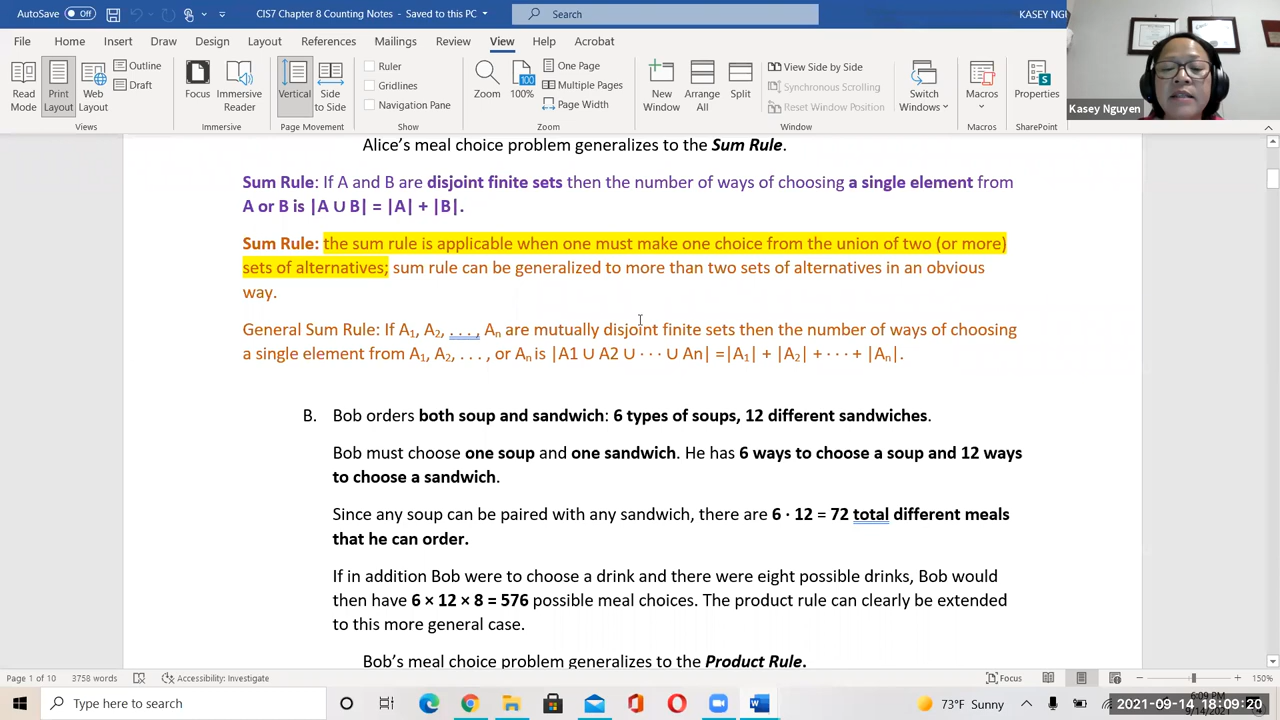 AutoSave Off CIS7 Unit 8 Counting - Saved to this PC Search KASEY NGU
File Home Insert Draw Design Layout References Mailings Review View Help Acrobat
Read Mode Print Layout Web Layout Outline Draft Views
Focus Immersive Reader Immersive
Vertical Side to Side Page Movement
Ruler Gridlines Navigation Pane Show
Zoom 100% One Page Multiple Pages Page Width Zoom
New Window Arrange All Split View Side by Side Synchronous Scrolling Reset Window Position Switch Windows Window
Macros Macros
Properties SharePoint
Kasey Nguyen
Alice's meal choice problem generalizes to the Sum Rule.
Sum Rule: If A and B are disjoint finite sets then the number of ways of choosing a single element from
A or B is |A ∪ B| = |A| + |B|.
Sum Rule: the sum rule is applicable when one must make one choice from the union of two (or more)
sets of alternatives; sum rule can be generalized to more than two sets of alternatives in an obvious
way.
General Sum Rule: If A1, A2, . . . , An are mutually disjoint finite sets then the number of ways of choosing
a single element from A1, A2, . . . , or An is |A1 ∪ A2 ∪ · · · ∪ An| =|A1| + |A2| + · · · + |An|.
B. Bob orders both soup and sandwich: 6 types of soups, 12 different sandwiches.
Bob must choose one soup and one sandwich. He has 6 ways to choose a soup and 12 ways
to choose a sandwich.
Since any soup can be paired with any sandwich, there are 6 · 12 = 72 total different meals
that he can order.
If in addition Bob were to choose a drink and there were eight possible drinks, Bob would
then have 6 × 12 × 8 = 576 possible meal choices. The product rule can clearly be extended
to this more general case.
Bob's meal choice problem generalizes to the Product Rule.
Page 1 of 10 3758 words Accessibility: Investigate Focus 150%
Type here to search 73°F Sunny 6:09 PM
2021-09-14 18:09:20